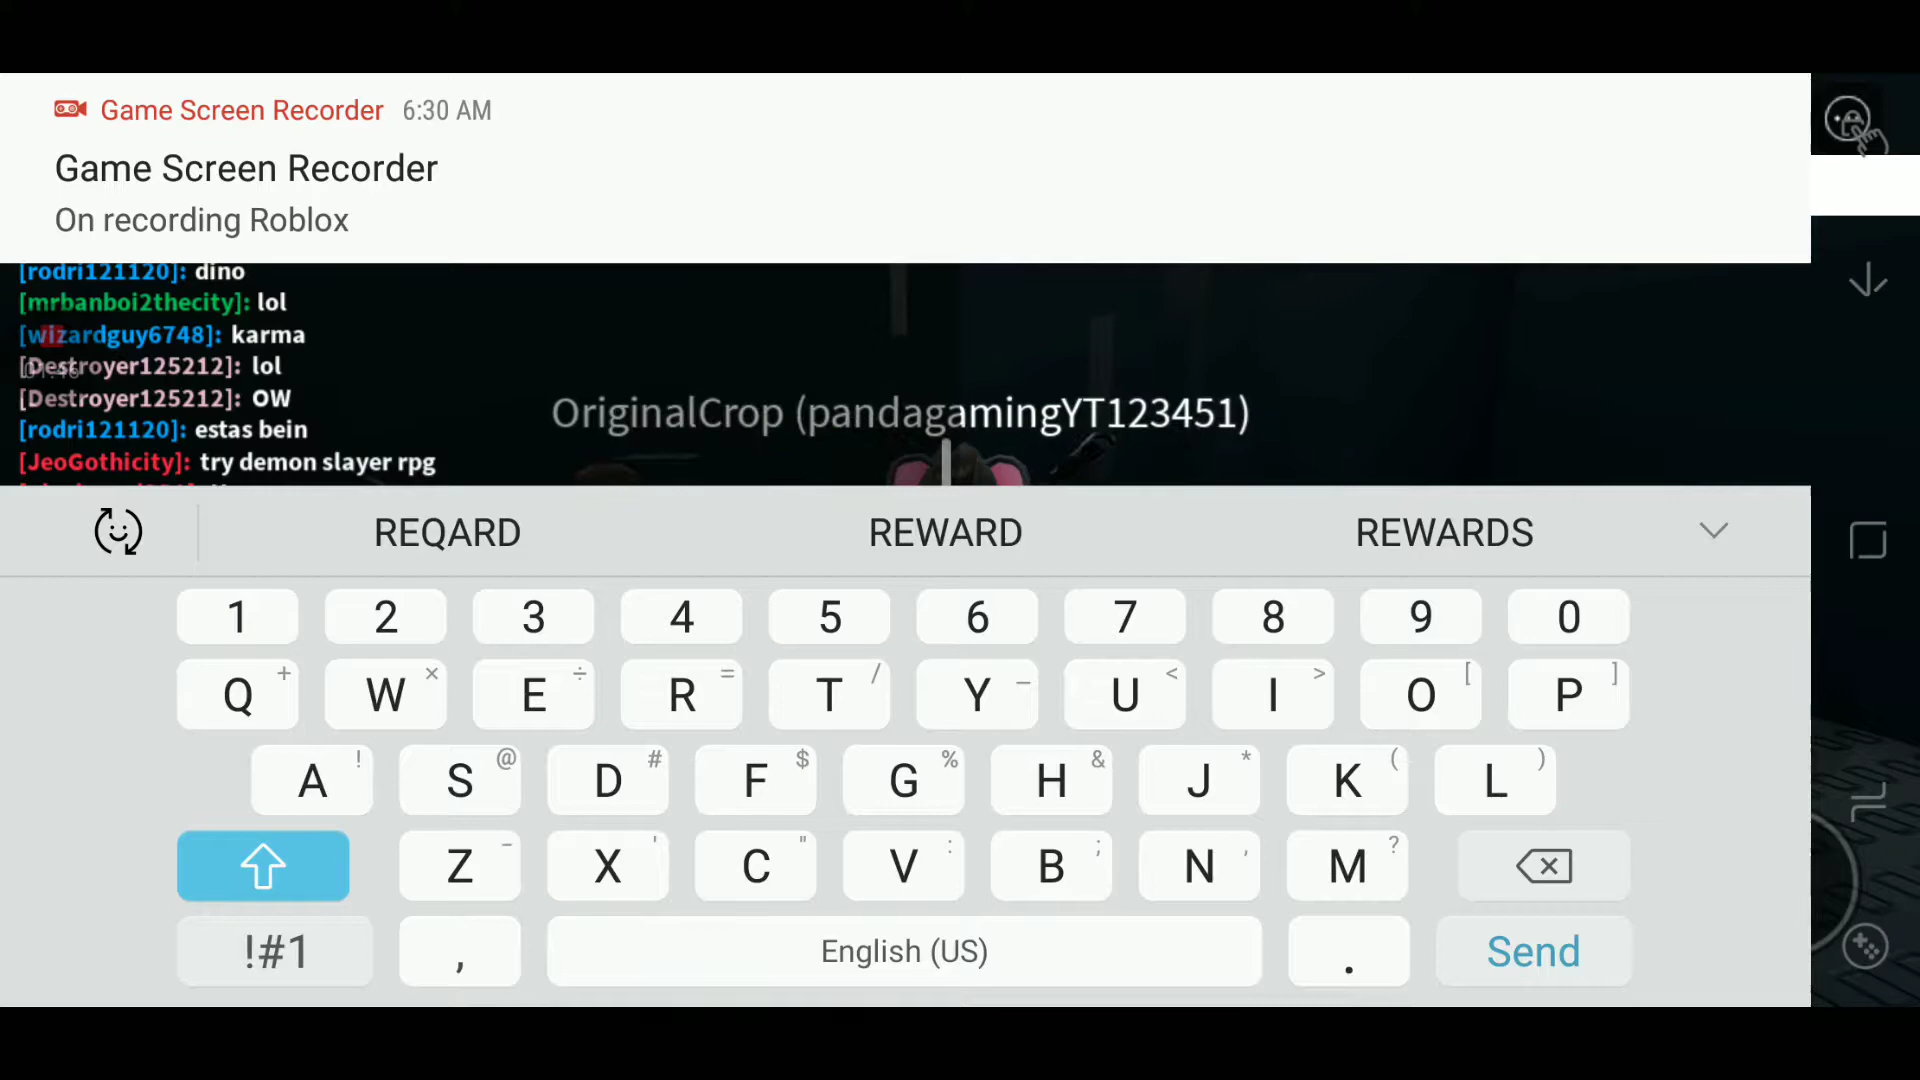 Game Screen Recorder 6:30 AM
Game Screen Recorder
On recording Roblox
[rodri121120]: dino
[mrbanboi2thecity]: lol
[wizardguy6748]: karma
[Destroyer125212]: lol
[Destroyer125212]: OW
[rodri121120]: estas bein
[JeoGothicity]: try demon slayer rpg
OriginalCrop (pandagamingYT123451)
REQARD REWARD REWARDS
1 2 3 4 5 6 7 8 9 0
Q + W × E ÷ R = T / Y _ U < I > O [ P ]
A ! S @ D # F $ G % H & J * K ( L )
Z - X ' C " V : B ; N , M ?
!#1 , English (US) . Send